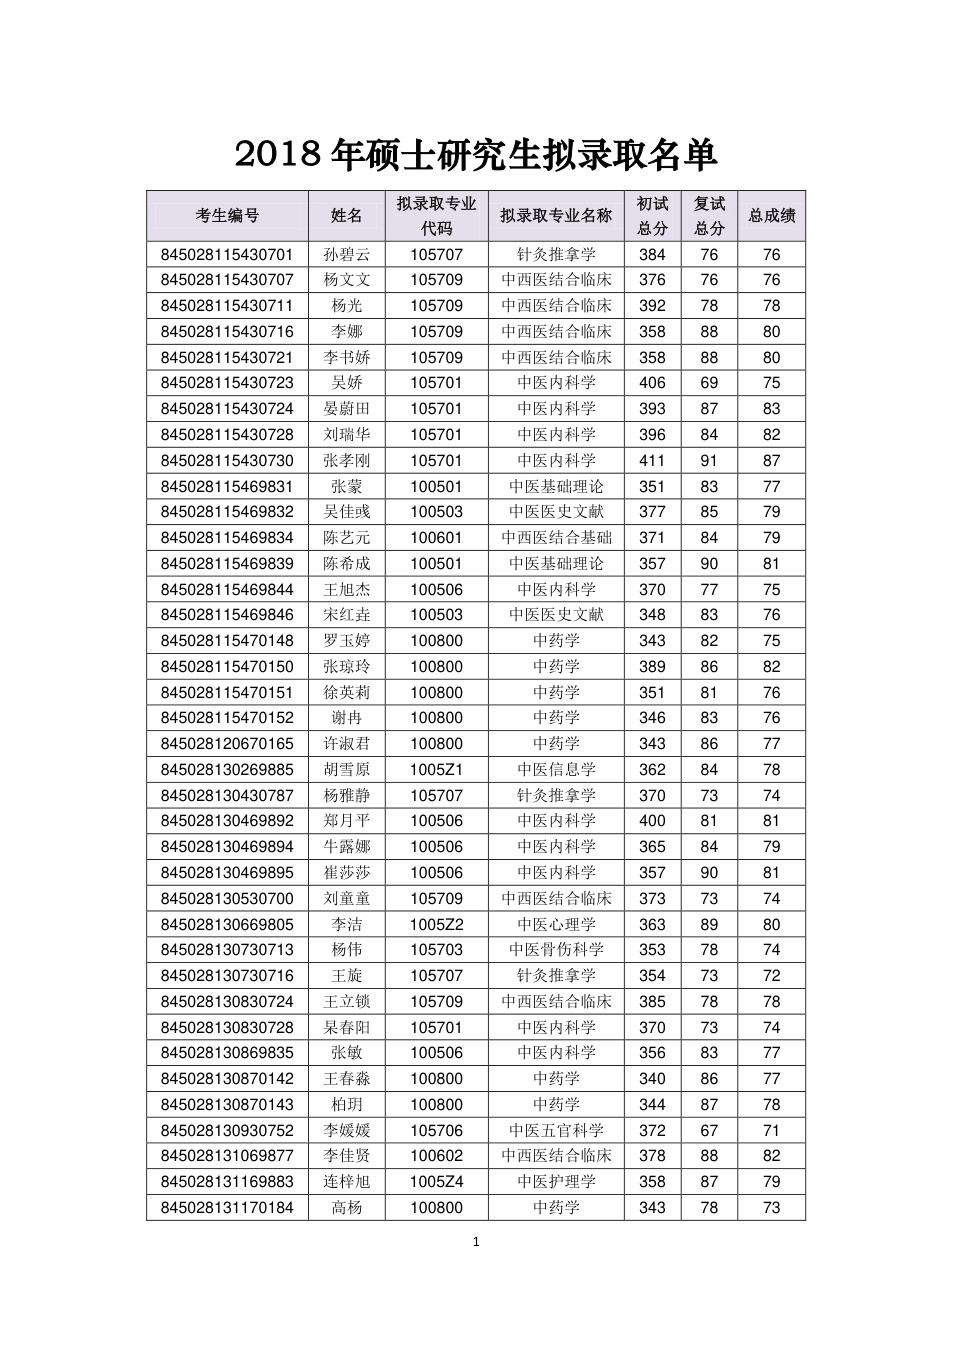 2018 年硕士研究生拟录取名单
考生编号 姓名 拟录取专业代码 拟录取专业名称 初试总分 复试总分 总成绩
845028115430701 孙碧云 105707 针灸推拿学 384 76 76
845028115430707 杨文文 105709 中西医结合临床 376 76 76
845028115430711 杨光 105709 中西医结合临床 392 78 78
845028115430716 李娜 105709 中西医结合临床 358 88 80
845028115430721 李书娇 105709 中西医结合临床 358 88 80
845028115430723 吴娇 105701 中医内科学 406 69 75
845028115430724 晏蔚田 105701 中医内科学 393 87 83
845028115430728 刘瑞华 105701 中医内科学 396 84 82
845028115430730 张孝刚 105701 中医内科学 411 91 87
845028115469831 张蒙 100501 中医基础理论 351 83 77
845028115469832 吴佳彧 100503 中医医史文献 377 85 79
845028115469834 陈艺元 100601 中西医结合基础 371 84 79
845028115469839 陈希成 100501 中医基础理论 357 90 81
845028115469844 王旭杰 100506 中医内科学 370 77 75
845028115469846 宋红垚 100503 中医医史文献 348 83 76
845028115470148 罗玉婷 100800 中药学 343 82 75
845028115470150 张琼玲 100800 中药学 389 86 82
845028115470151 徐英莉 100800 中药学 351 81 76
845028115470152 谢冉 100800 中药学 346 83 76
845028120670165 许淑君 100800 中药学 343 86 77
845028130269885 胡雪原 1005Z1 中医信息学 362 84 78
845028130430787 杨雅静 105707 针灸推拿学 370 73 74
845028130469892 郑月平 100506 中医内科学 400 81 81
845028130469894 牛露娜 100506 中医内科学 365 84 79
845028130469895 崔莎莎 100506 中医内科学 357 90 81
845028130530700 刘童童 105709 中西医结合临床 373 73 74
845028130669805 李洁 1005Z2 中医心理学 363 89 80
845028130730713 杨伟 105703 中医骨伤科学 353 78 74
845028130730716 王旋 105707 针灸推拿学 354 73 72
845028130830724 王立锁 105709 中西医结合临床 385 78 78
845028130830728 杲春阳 105701 中医内科学 370 73 74
845028130869835 张敏 100506 中医内科学 356 83 77
845028130870142 王春淼 100800 中药学 340 86 77
845028130870143 柏玥 100800 中药学 344 87 78
845028130930752 李媛媛 105706 中医五官科学 372 67 71
845028131069877 李佳贤 100602 中西医结合临床 378 88 82
845028131169883 连梓旭 1005Z4 中医护理学 358 87 79
845028131170184 高杨 100800 中药学 343 78 73
1